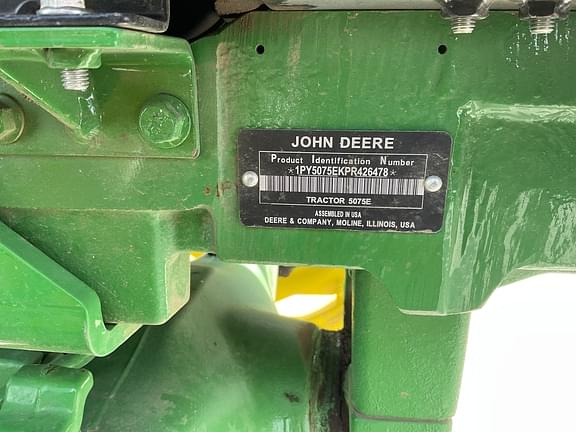 JOHN DEERE
Product Identification Number
*1PY5075EKPR426478*
TRACTOR 5075E
ASSEMBLED IN USA
DEERE & COMPANY, MOLINE, ILLINOIS, USA